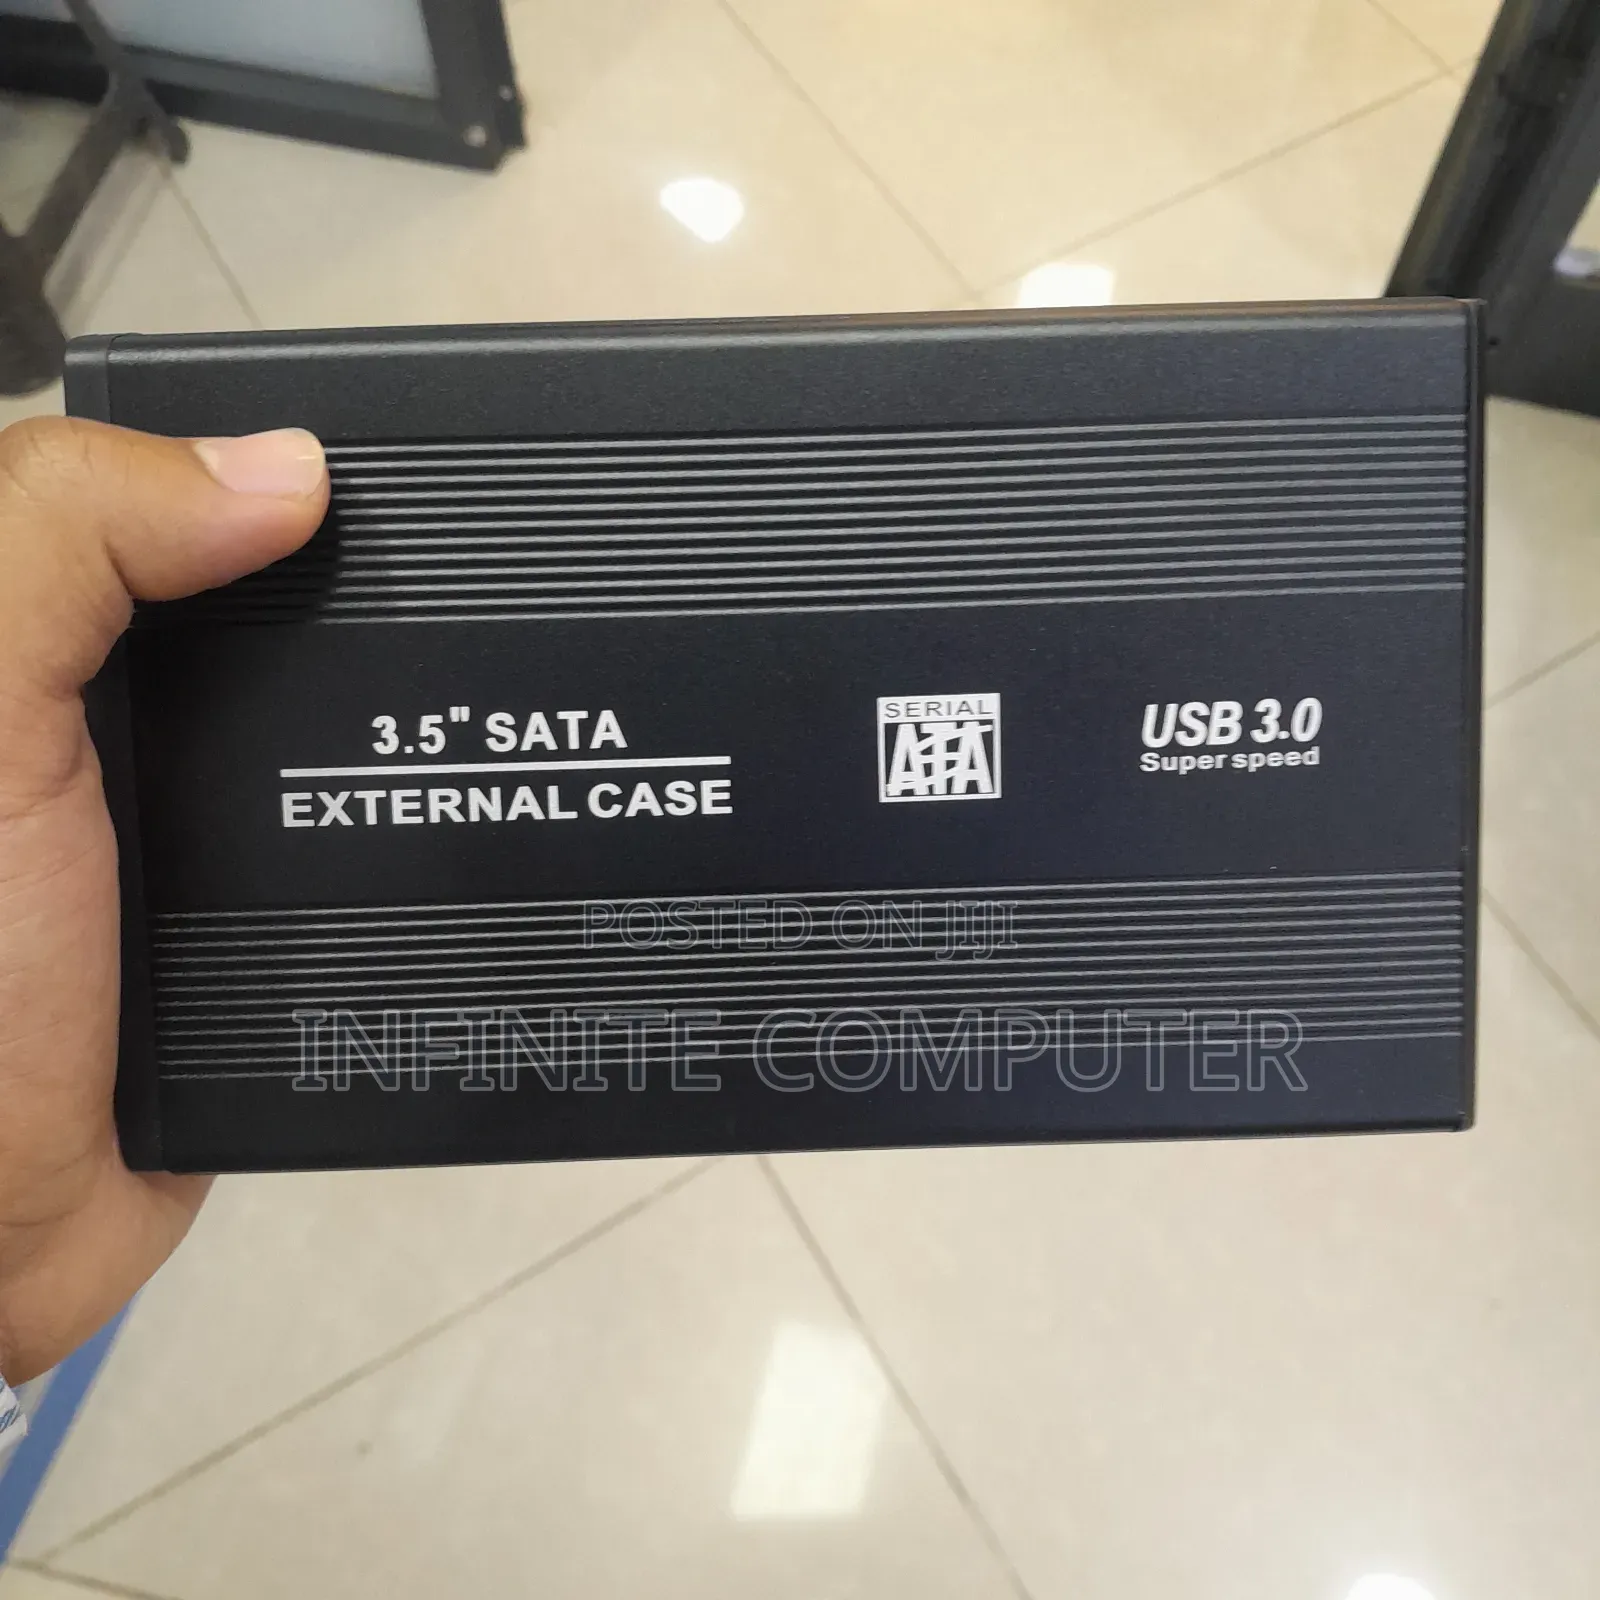 3.5" SATA
EXTERNAL CASE
SERIAL
ATA
USB 3.0
Super speed
POSTED ON JIJI
INFINITE COMPUTER